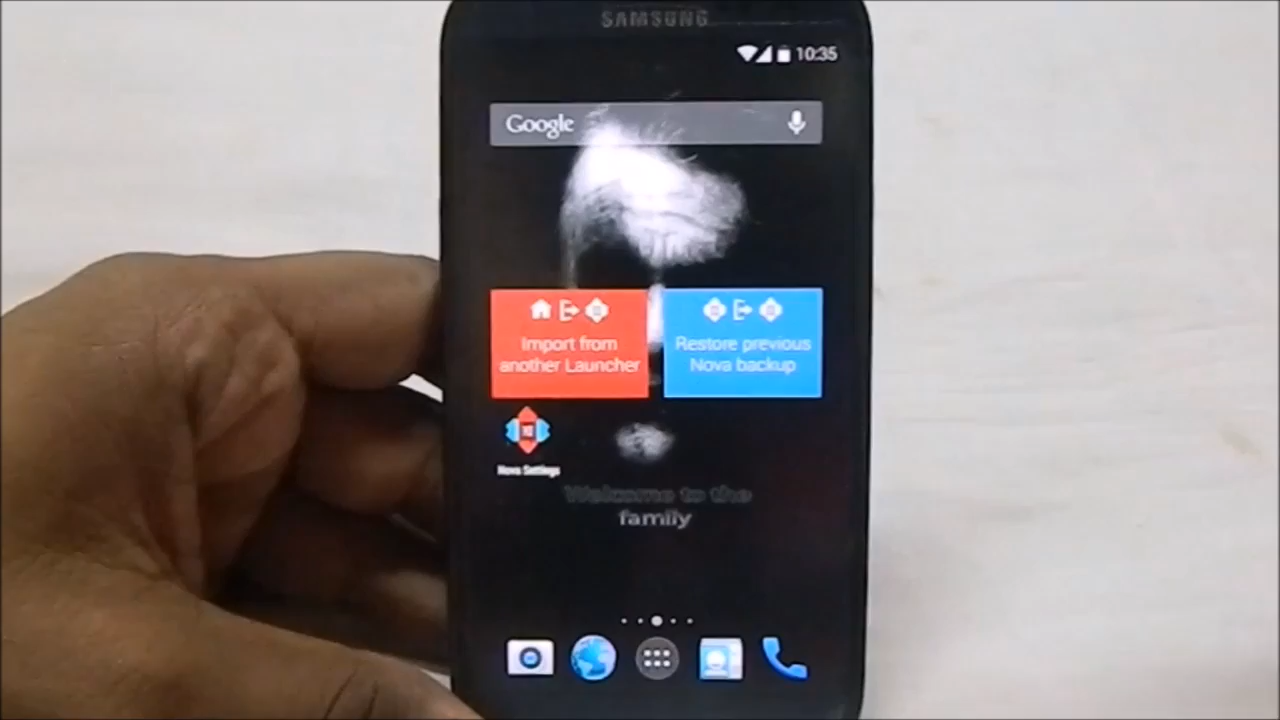 SAMSUNG
10:35
Google
Import from
another Launcher
Restore previous
Nova backup
Nova Settings
Welcome to the
family